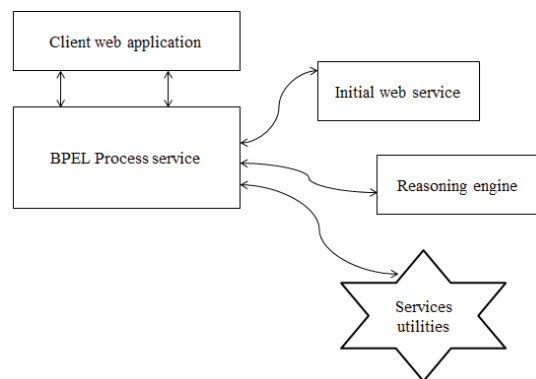 Client web application
Initial web service
BPEL Process service
Reasoning engine
Services
utilities